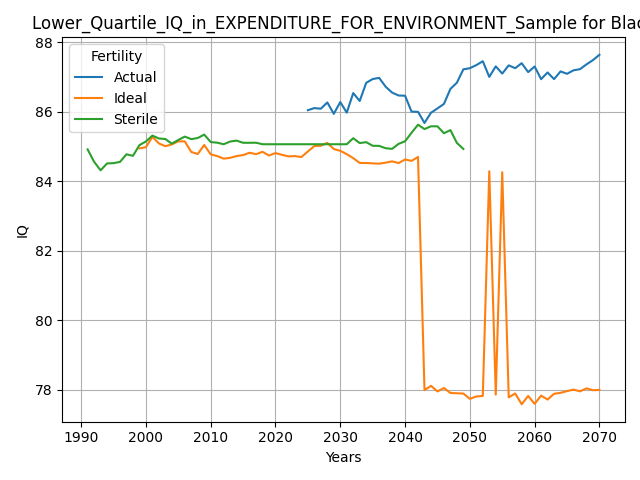 Lower_Quartile_IQ_in_EXPENDITURE_FOR_ENVIRONMENT_Sample for Bla
Fertility
Actual
Ideal
Sterile
88
86
84
82
80
78
IQ
1990 2000 2010 2020 2030 2040 2050 2060 2070
Years